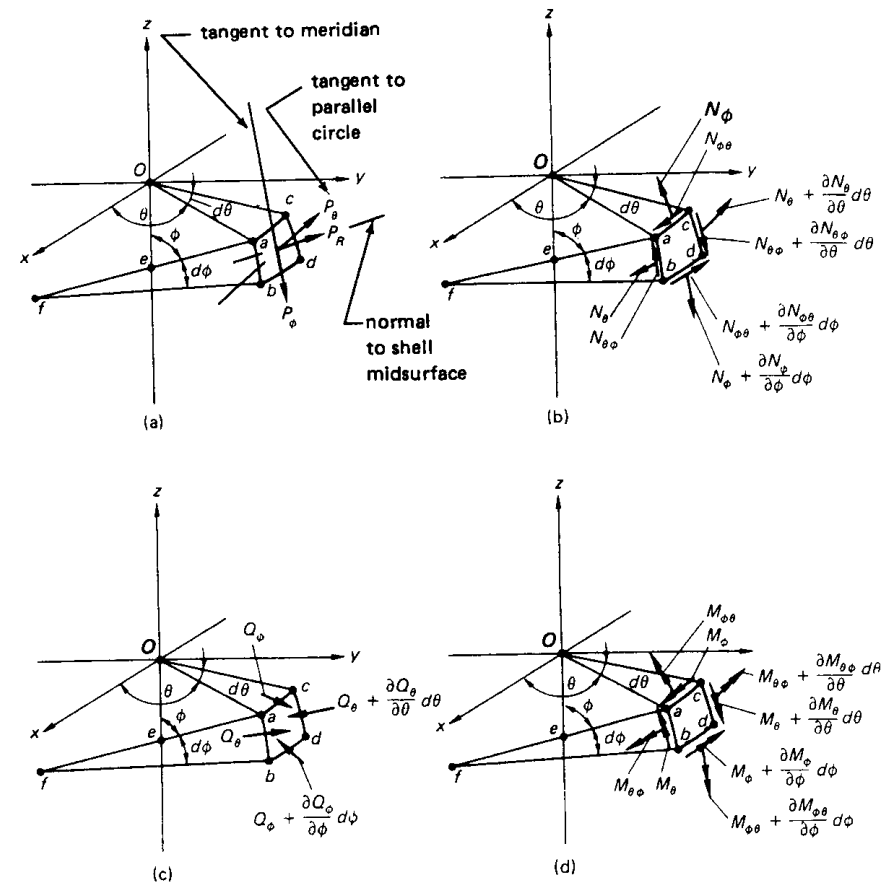 z
tangent to meridian
tangent to
parallel
circle
O
y
θ
dθ
c
P_θ
P_R
x
ϕ
a
e
dϕ
d
b
f
P_ϕ
normal
to shell
midsurface
(a)
z
N_ϕ
N_ϕθ
O
y
N_θ + ∂N_θ/∂θ dθ
θ
dθ
c
a
N_θϕ + ∂N_θϕ/∂θ dθ
x
ϕ
e
dϕ
d
b
f
N_θ
N_θϕ
N_ϕθ + ∂N_ϕθ/∂ϕ dϕ
N_ϕ + ∂N_ϕ/∂ϕ dϕ
(b)
z
Q_ϕ
O
y
θ
dθ
c
Q_θ + ∂Q_θ/∂θ dθ
x
ϕ
a
e
dϕ
Q_θ
d
b
f
Q_ϕ + ∂Q_ϕ/∂ϕ dϕ
(c)
z
M_ϕθ
M_ϕ
O
y
θ
dθ
c
M_θϕ + ∂M_θϕ/∂θ dθ
x
ϕ
a
M_θ + ∂M_θ/∂θ dθ
e
dϕ
d
b
f
M_θϕ
M_θ
M_ϕ + ∂M_ϕ/∂ϕ dϕ
M_ϕθ + ∂M_ϕθ/∂ϕ dϕ
(d)